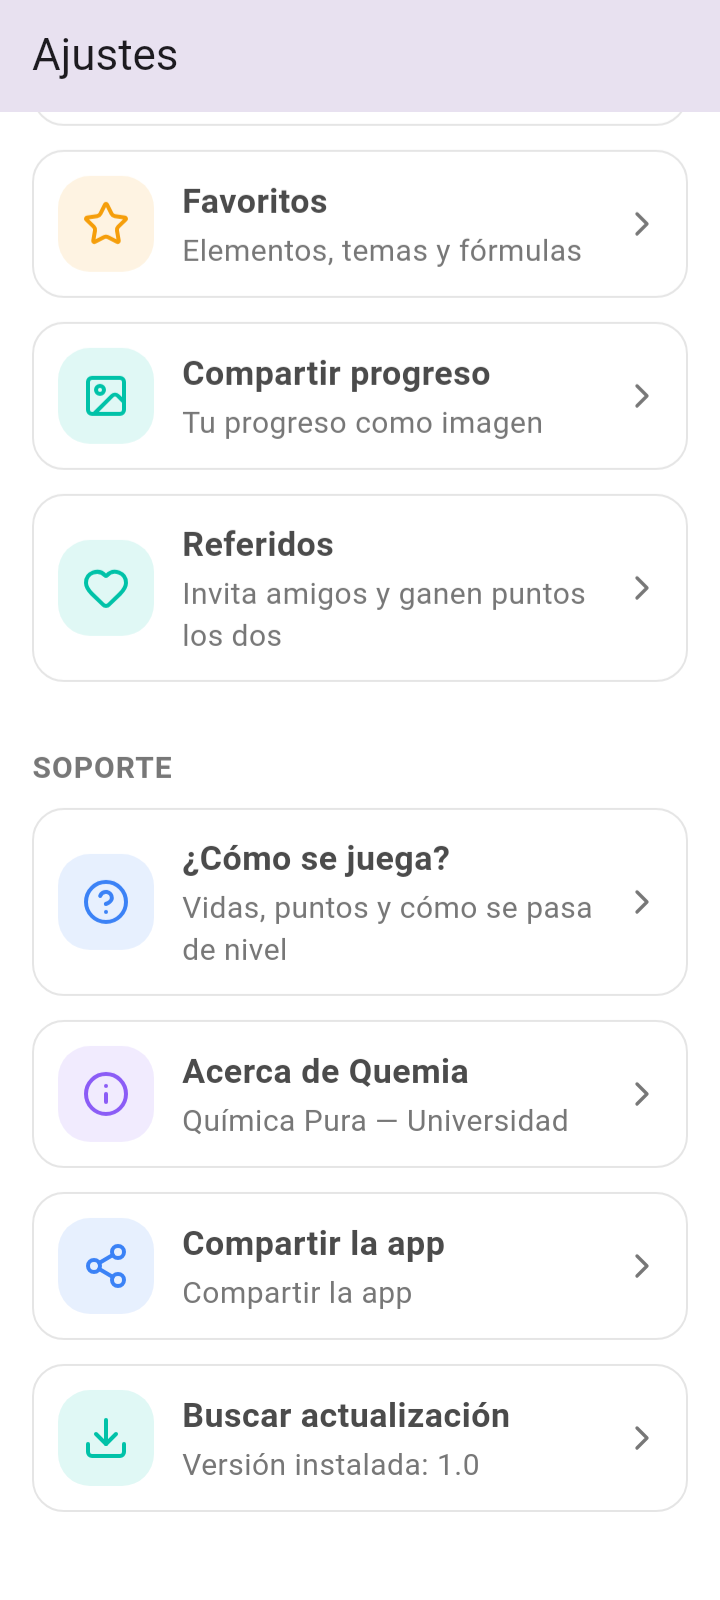 Ajustes
Favoritos
Elementos, temas y fórmulas
Compartir progreso
Tu progreso como imagen
Referidos
Invita amigos y ganen puntos
los dos
SOPORTE
¿Cómo se juega?
Vidas, puntos y cómo se pasa
de nivel
Acerca de Quemia
Química Pura — Universidad
Compartir la app
Compartir la app
Buscar actualización
Versión instalada: 1.0